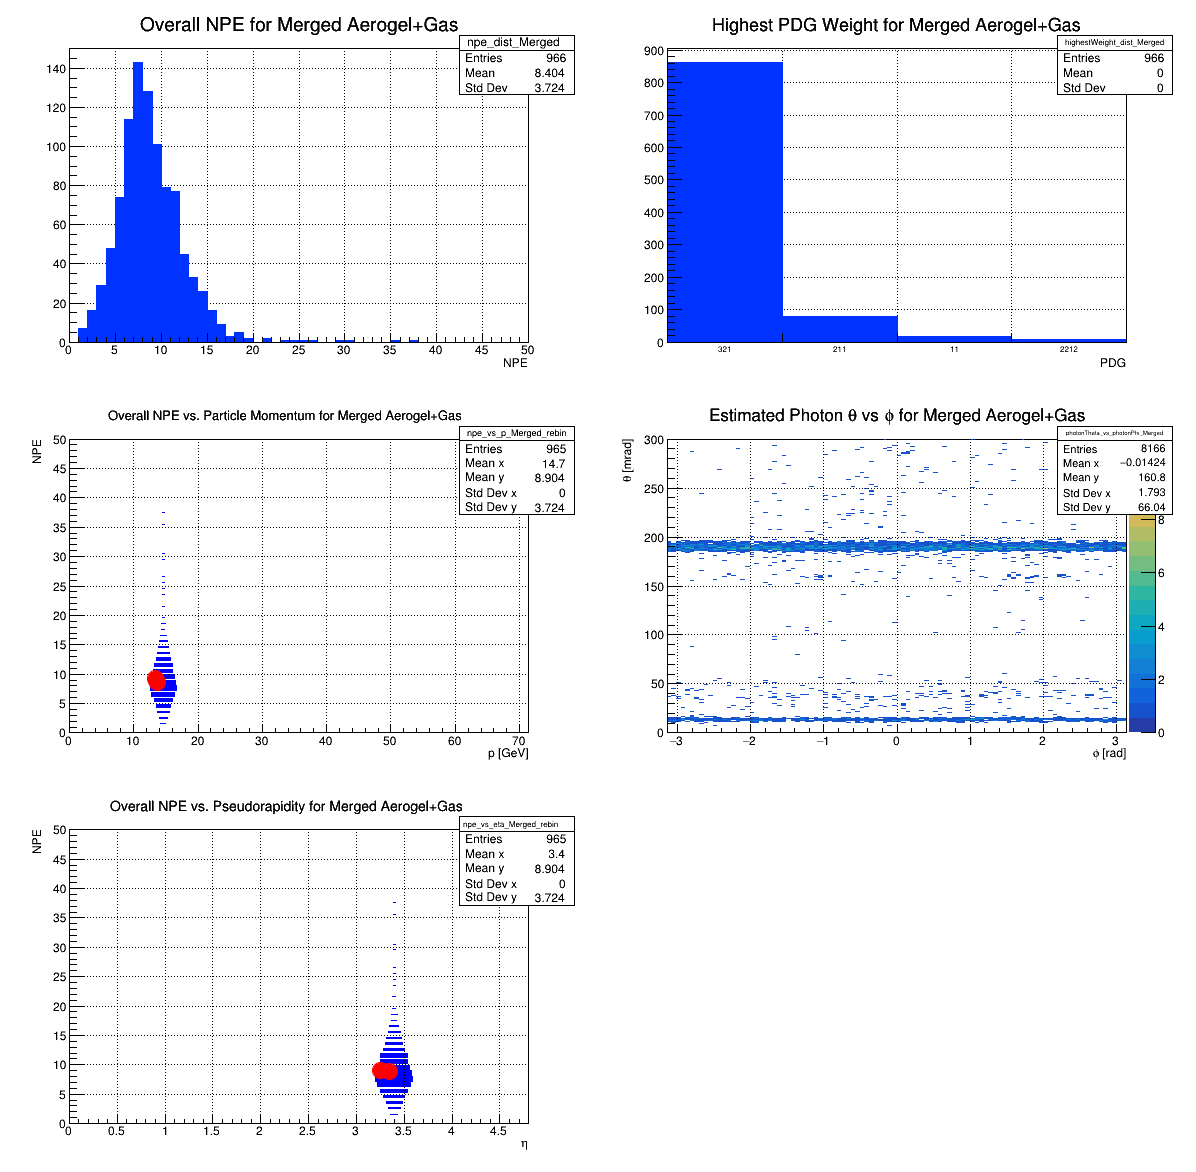 Overall NPE for Merged Aerogel+Gas
npe_dist_Merged
Entries 966
Mean 8.404
Std Dev 3.724
140
120
100
80
60
40
20
0
0 5 10 15 20 25 30 35 40 45 50
NPE
Highest PDG Weight for Merged Aerogel+Gas
highestWeight_dist_Merged
Entries 966
Mean 0
Std Dev 0
900
800
700
600
500
400
300
200
100
0
321 211 11 2212
PDG
Overall NPE vs. Particle Momentum for Merged Aerogel+Gas
npe_vs_p_Merged_rebin
Entries 965
Mean x 14.7
Mean y 8.904
Std Dev x 0
Std Dev y 3.724
NPE
50
45
40
35
30
25
20
15
10
5
0
0 10 20 30 40 50 60 70
p [GeV]
Estimated Photon θ vs ϕ for Merged Aerogel+Gas
photonTheta_vs_photonPhi_Merged
Entries 8166
Mean x −0.01424
Mean y 160.8
Std Dev x 1.793
Std Dev y 66.04
θ [mrad]
300
250
200
150
100
50
0
−3 −2 −1 0 1 2 3
ϕ [rad]
8
6
4
2
0
Overall NPE vs. Pseudorapidity for Merged Aerogel+Gas
npe_vs_eta_Merged_rebin
Entries 965
Mean x 3.4
Mean y 8.904
Std Dev x 0
Std Dev y 3.724
NPE
50
45
40
35
30
25
20
15
10
5
0
0 0.5 1 1.5 2 2.5 3 3.5 4 4.5
η